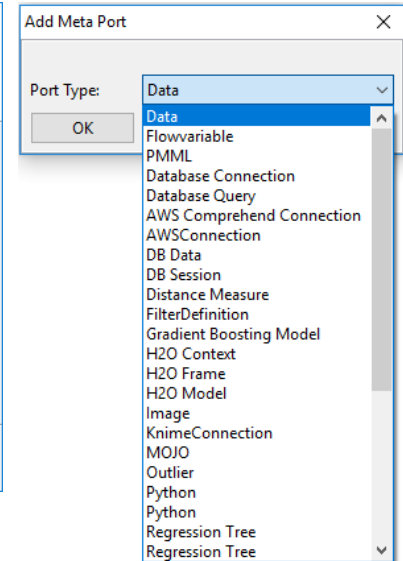 Add Meta Port
Port Type: Data
OK
Data
Flowvariable
PMML
Database Connection
Database Query
AWS Comprehend Connection
AWSConnection
DB Data
DB Session
Distance Measure
FilterDefinition
Gradient Boosting Model
H2O Context
H2O Frame
H2O Model
Image
KnimeConnection
MOJO
Outlier
Python
Python
Regression Tree
Regression Tree